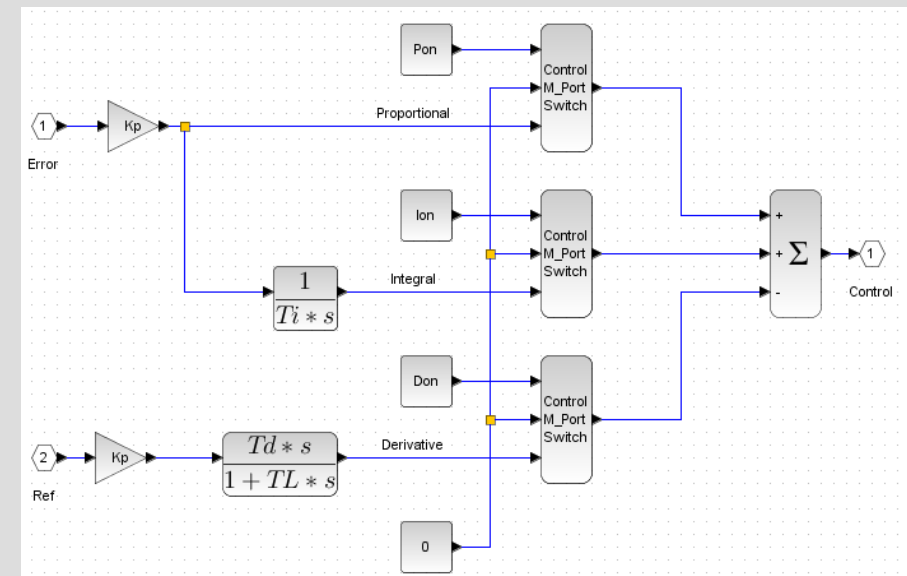 Pon
Control
M_Port
Switch
Proportional
1
Kp
Error
Ion
Control
M_Port
Switch
+
+ Σ
-
1
Control
Integral
1
Ti * s
Don
Control
M_Port
Switch
Derivative
2
Kp
Td * s
1 + TL * s
Ref
0